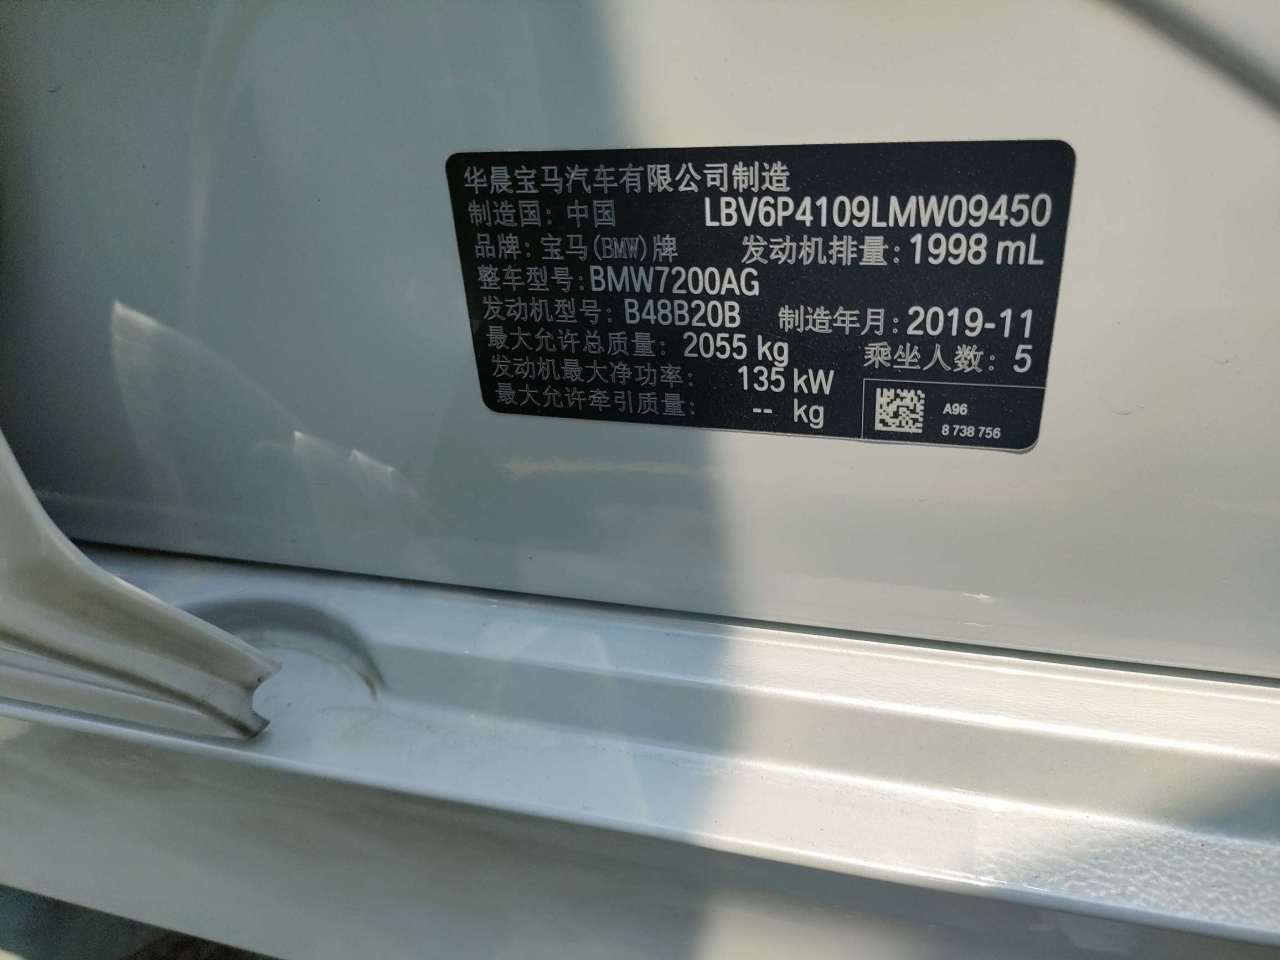 华晨宝马汽车有限公司制造
制造国：中国 LBV6P4109LMW09450
品牌：宝马(BMW)牌 发动机排量：1998 mL
整车型号：BMW7200AG
发动机型号：B48B20B 制造年月：2019-11
最大允许总质量：2055 kg 乘坐人数：5
发动机最大净功率：135 kW
最大允许牵引质量：-- kg
A96
8 738 756